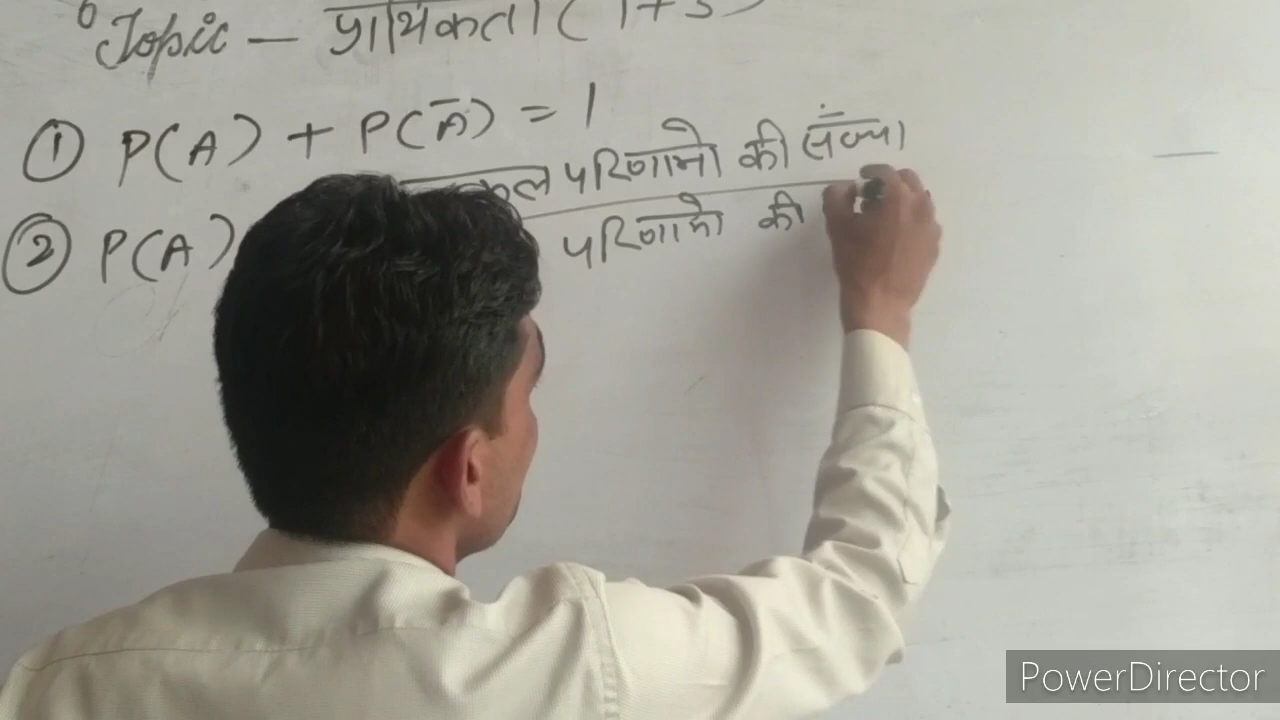 Topic - प्रायिकता (
① P(A) + P(A̅) = 1
② P(A)
कूल परिणामो की संख्या
परिणामो की
PowerDirector